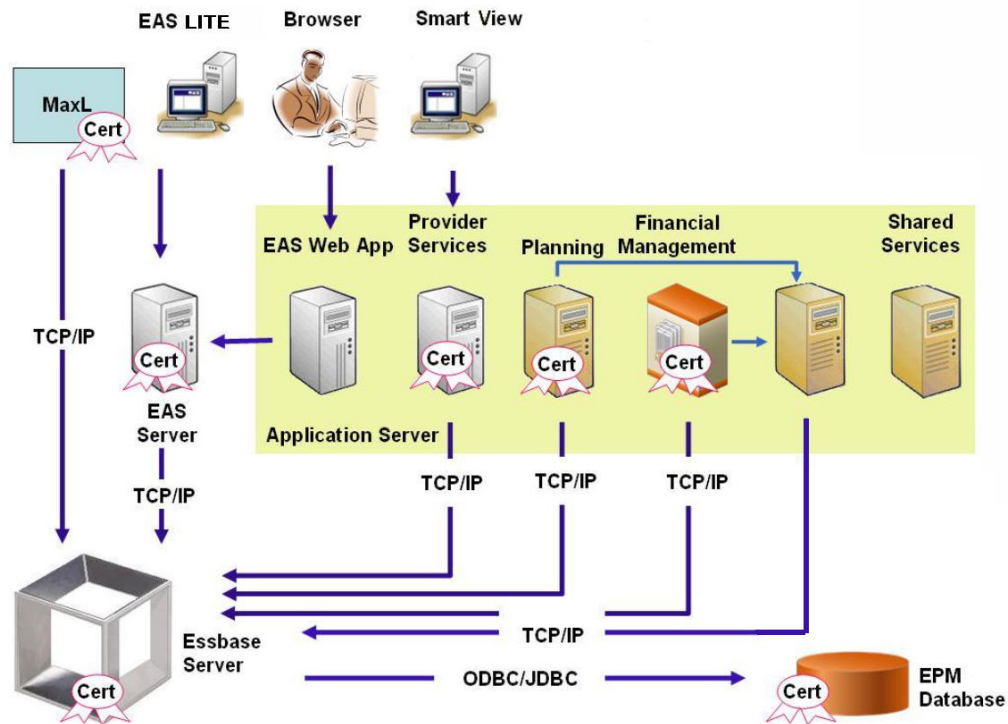 EAS LITE
Browser
Smart View
MaxL
Cert
EAS Web App
Provider
Services
Planning
Financial
Management
Shared
Services
TCP/IP
Cert
Cert
Cert
Cert
EAS
Server
Application Server
TCP/IP
TCP/IP
TCP/IP
TCP/IP
TCP/IP
Essbase
Server
ODBC/JDBC
Cert
Cert
EPM
Database